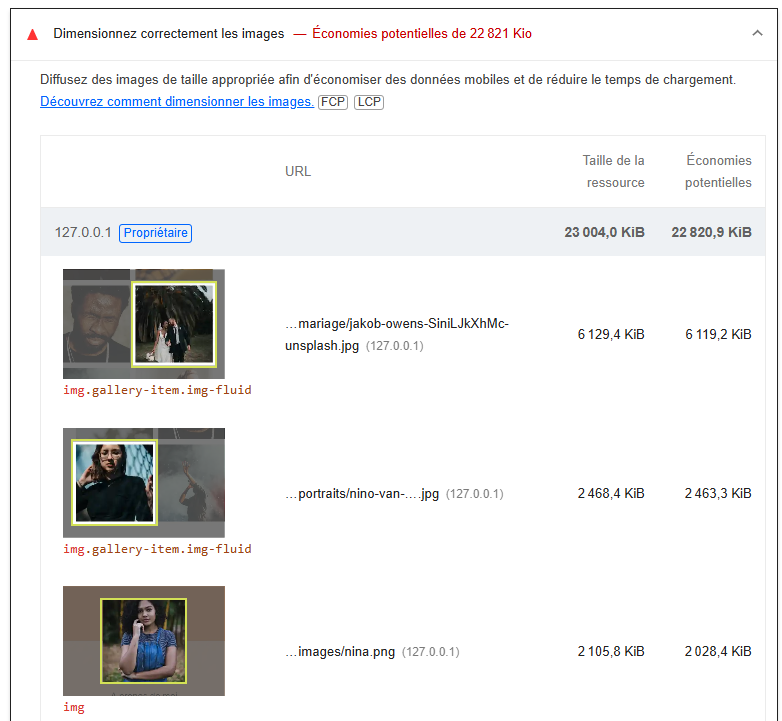 Dimensionnez correctement les images — Économies potentielles de 22 821 Kio
Diffusez des images de taille appropriée afin d'économiser des données mobiles et de réduire le temps de chargement.
Découvrez comment dimensionner les images. FCP LCP
URL
Taille de la ressource
Économies potentielles
127.0.0.1 Propriétaire 23 004,0 KiB 22 820,9 KiB
…mariage/jakob-owens-SiniLJkXhMc-
unsplash.jpg (127.0.0.1)
6 129,4 KiB 6 119,2 KiB
img.gallery-item.img-fluid
…portraits/nino-van-….jpg (127.0.0.1) 2 468,4 KiB 2 463,3 KiB
img.gallery-item.img-fluid
…images/nina.png (127.0.0.1) 2 105,8 KiB 2 028,4 KiB
img